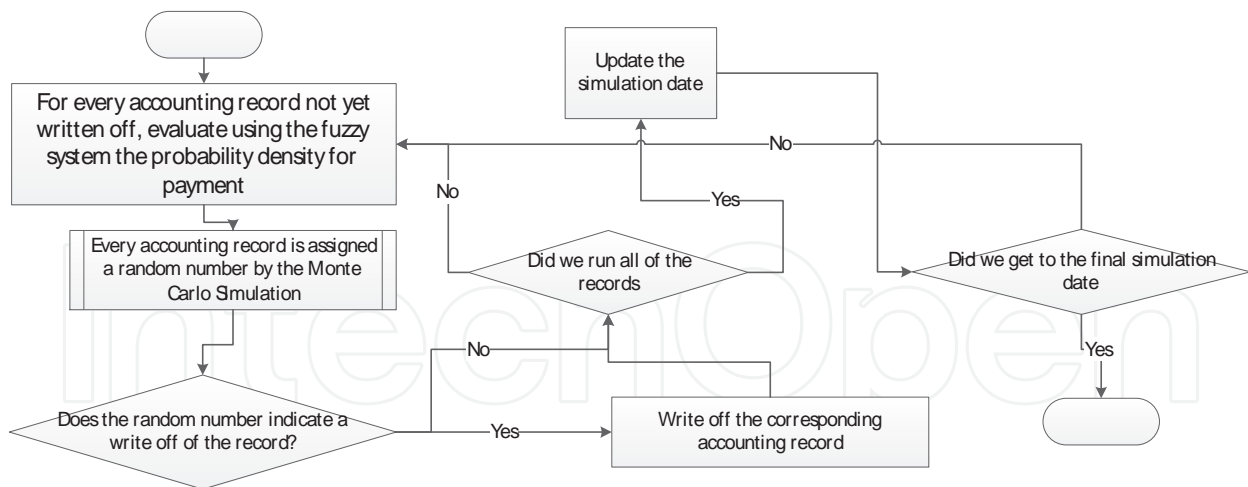 For every accounting record not yet
written off, evaluate using the fuzzy
system the probability density for
payment
Every accounting record is assigned
a random number by the Monte
Carlo Simulation
Does the random number indicate a
write off of the record?
No
Yes
Write off the corresponding
accounting record
Did we run all of the
records
No
Yes
Update the
simulation date
Did we get to the final simulation
date
No
Yes
IntechOpen